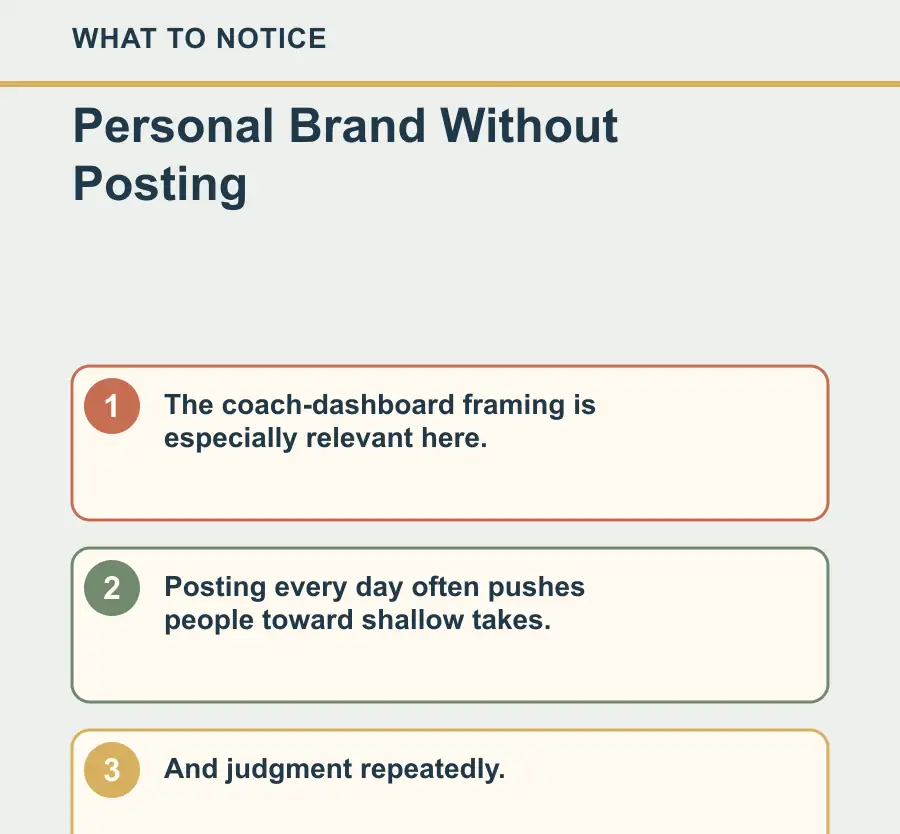 WHAT TO NOTICE
Personal Brand Without
Posting
1
The coach-dashboard framing is
especially relevant here.
2
Posting every day often pushes
people toward shallow takes.
3
And judgment repeatedly.